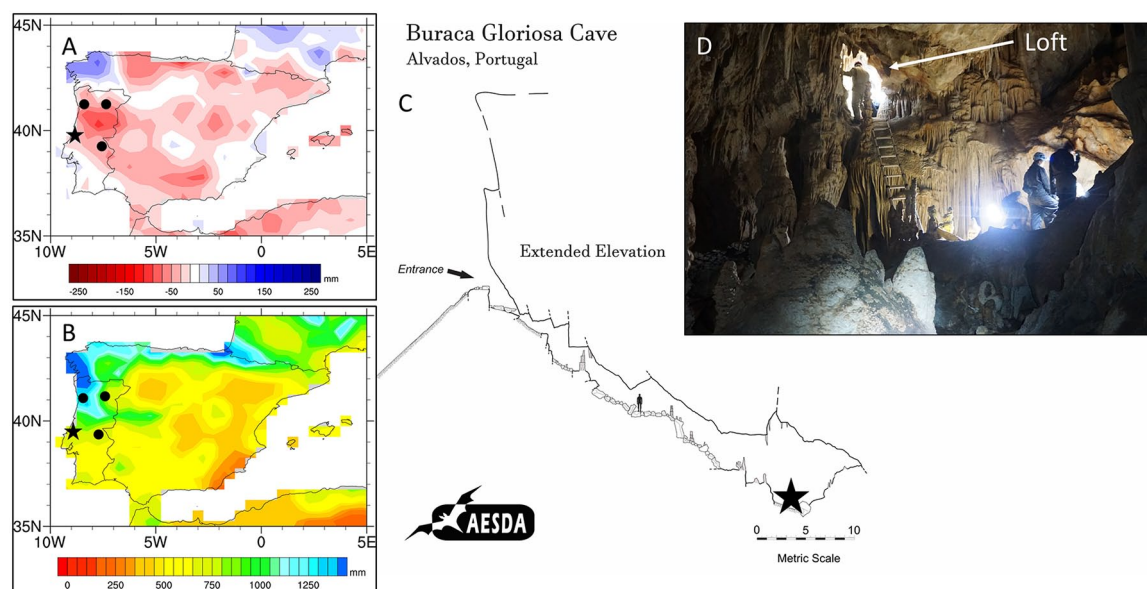 A
45N
40N
35N
10W 5W 0 5E
-250 -150 -50 50 150 250 mm
B
45N
40N
35N
10W 5W 0 5E
0 250 500 750 1000 1250 mm
Buraca Gloriosa Cave
Alvados, Portugal
C
Extended Elevation
Entrance
AESDA
0 5 10
Metric Scale
D
Loft